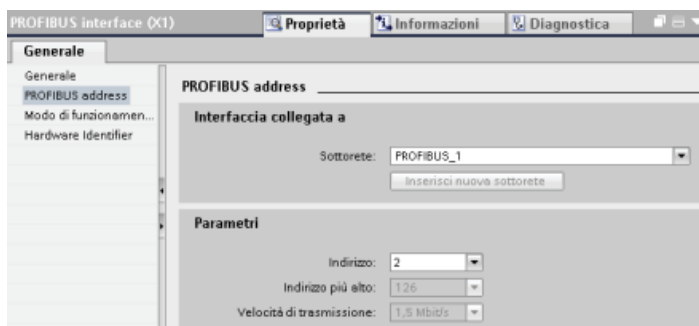 PROFIBUS interface (X1)
Proprietà
Informazioni
Diagnostica
Generale
Generale
PROFIBUS address
Modo di funzionamen...
Hardware Identifier
PROFIBUS address
Interfaccia collegata a
Sottorete: PROFIBUS_1
Inserisci nuova sottorete
Parametri
Indirizzo: 2
Indirizzo più alto: 126
Velocità di trasmissione: 1,5 Mbit/s